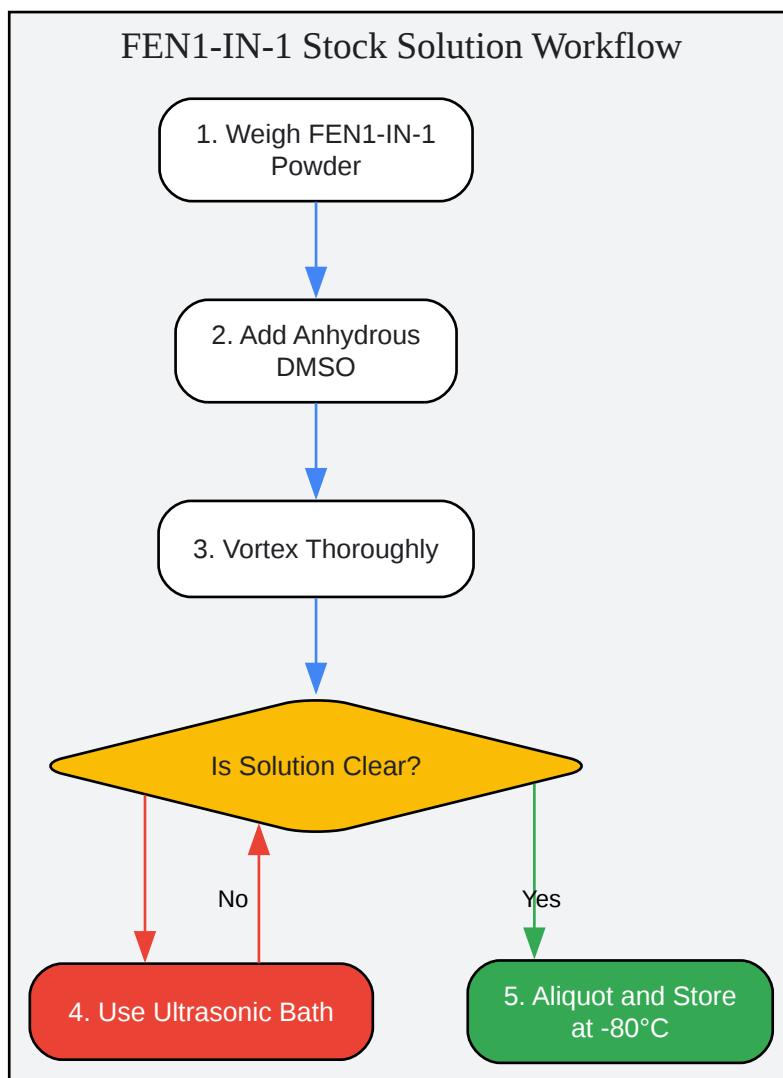 FEN1-IN-1 Stock Solution Workflow
1. Weigh FEN1-IN-1
Powder
2. Add Anhydrous
DMSO
3. Vortex Thoroughly
Is Solution Clear?
No
Yes
4. Use Ultrasonic Bath
5. Aliquot and Store
at -80°C